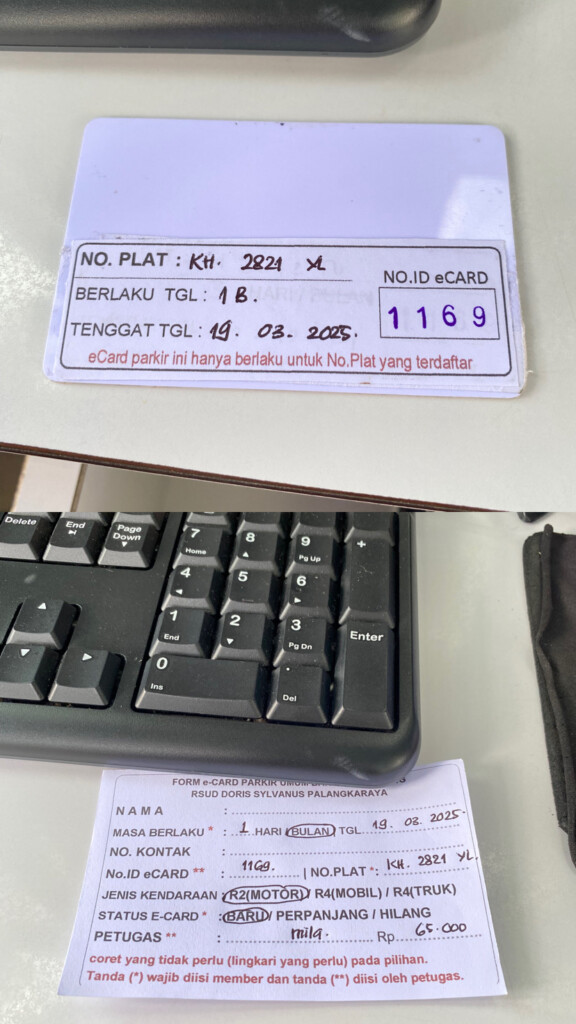 NO. PLAT : KH. 2821 YL
NO.ID eCARD
BERLAKU TGL : 1 B.
1169
TENGGAT TGL : 19. 03. 2025.
eCard parkir ini hanya berlaku untuk No.Plat yang terdaftar
Delete
End
Page Down
7 Home
8
9 Pg Up
+
4
5
6
1 End
2
3 Pg Dn
Enter
0 Ins
. Del
FORM e-CARD PARKIR UMUM
RSUD DORIS SYLVANUS PALANGKARAYA
NAMA :
MASA BERLAKU * : 1 HARI / BULAN TGL. 19. 03. 2025.
NO. KONTAK :
No.ID eCARD ** : 1169. | NO.PLAT *: KH. 2821 YL.
JENIS KENDARAAN : R2(MOTOR) / R4(MOBIL) / R4(TRUK)
STATUS E-CARD * : BARU / PERPANJANG / HILANG
PETUGAS ** : mila. Rp. 65.000
coret yang tidak perlu (lingkari yang perlu) pada pilihan.
Tanda (*) wajib diisi member dan tanda (**) diisi oleh petugas.